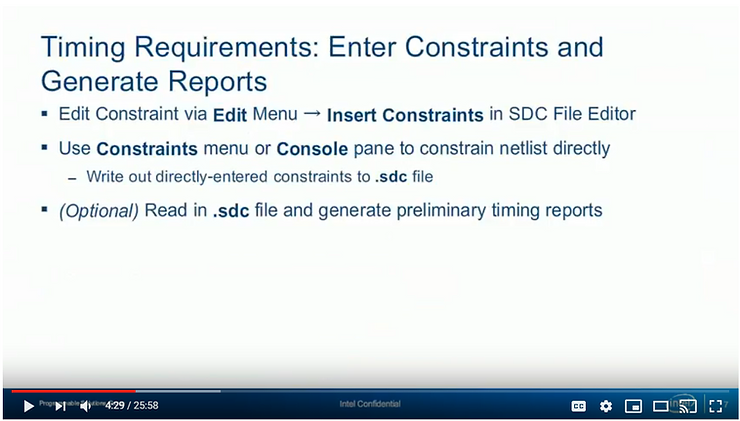 Timing Requirements: Enter Constraints and
Generate Reports
▪ Edit Constraint via Edit Menu → Insert Constraints in SDC File Editor
▪ Use Constraints menu or Console pane to constrain netlist directly
– Write out directly-entered constraints to .sdc file
▪ (Optional) Read in .sdc file and generate preliminary timing reports
Intel Confidential
4:29 / 25:58
CC